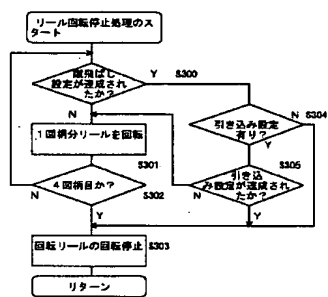 リール回転停止処理の
スタート
蹴飛ばし
設定が達成され
たか?
Y
S300
N
引き込み設定
有り?
N
S304
Y
1図柄分リールを回転
S301
S305
引き込
み設定が達成され
たか?
4図柄目か?
N
S302
N
Y
Y
回転リールの回転停止
S303
リターン